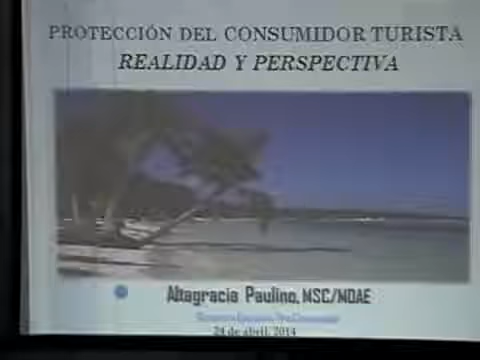 PROTECCIÓN DEL CONSUMIDOR TURISTA
REALIDAD Y PERSPECTIVA
Altagracia Paulino, MSC/MDAE
24 de abril, 2014